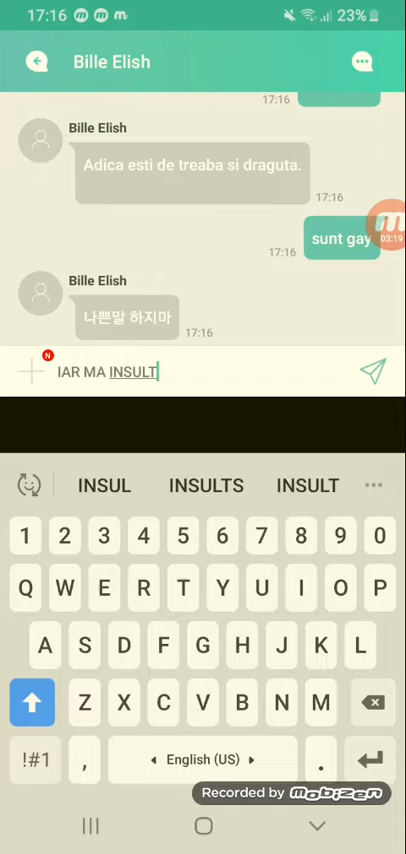 17:16
23%
Bille Elish
17:16
Bille Elish
Adica esti de treaba si draguta.
17:16
sunt gay
17:16
03:19
Bille Elish
나쁜말 하지마
17:16
N
IAR MA INSULT
INSUL INSULTS INSULT
1 2 3 4 5 6 7 8 9 0
Q W E R T Y U I O P
A S D F G H J K L
Z X C V B N M
!#1 , English (US) .
Recorded by mobizen